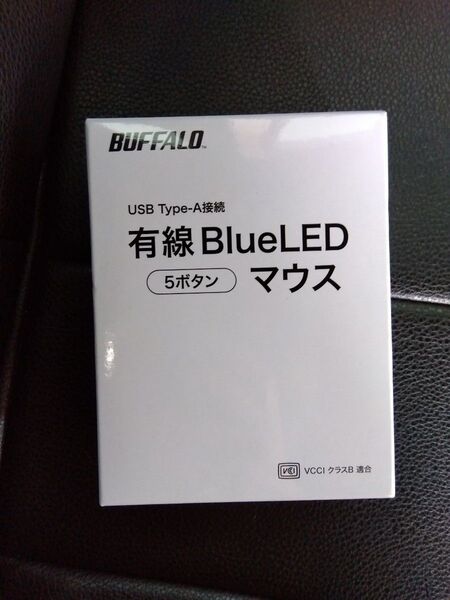 BUFFALO™
USB Type-A接続
有線 BlueLED
5ボタン マウス
VCCI VCCI クラスB 適合